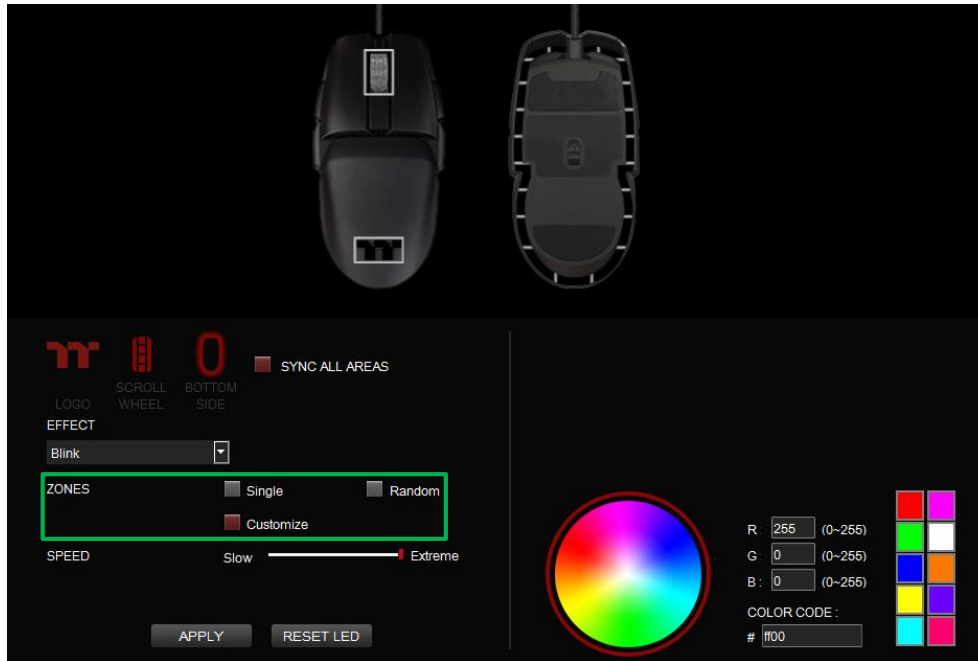 SYNC ALL AREAS
LOGO
SCROLL WHEEL
BOTTOM SIDE
EFFECT
Blink
ZONES
Single
Random
Customize
SPEED
Slow
Extreme
APPLY
RESET LED
R : 255 (0~255)
G : 0 (0~255)
B : 0 (0~255)
COLOR CODE :
# ff00